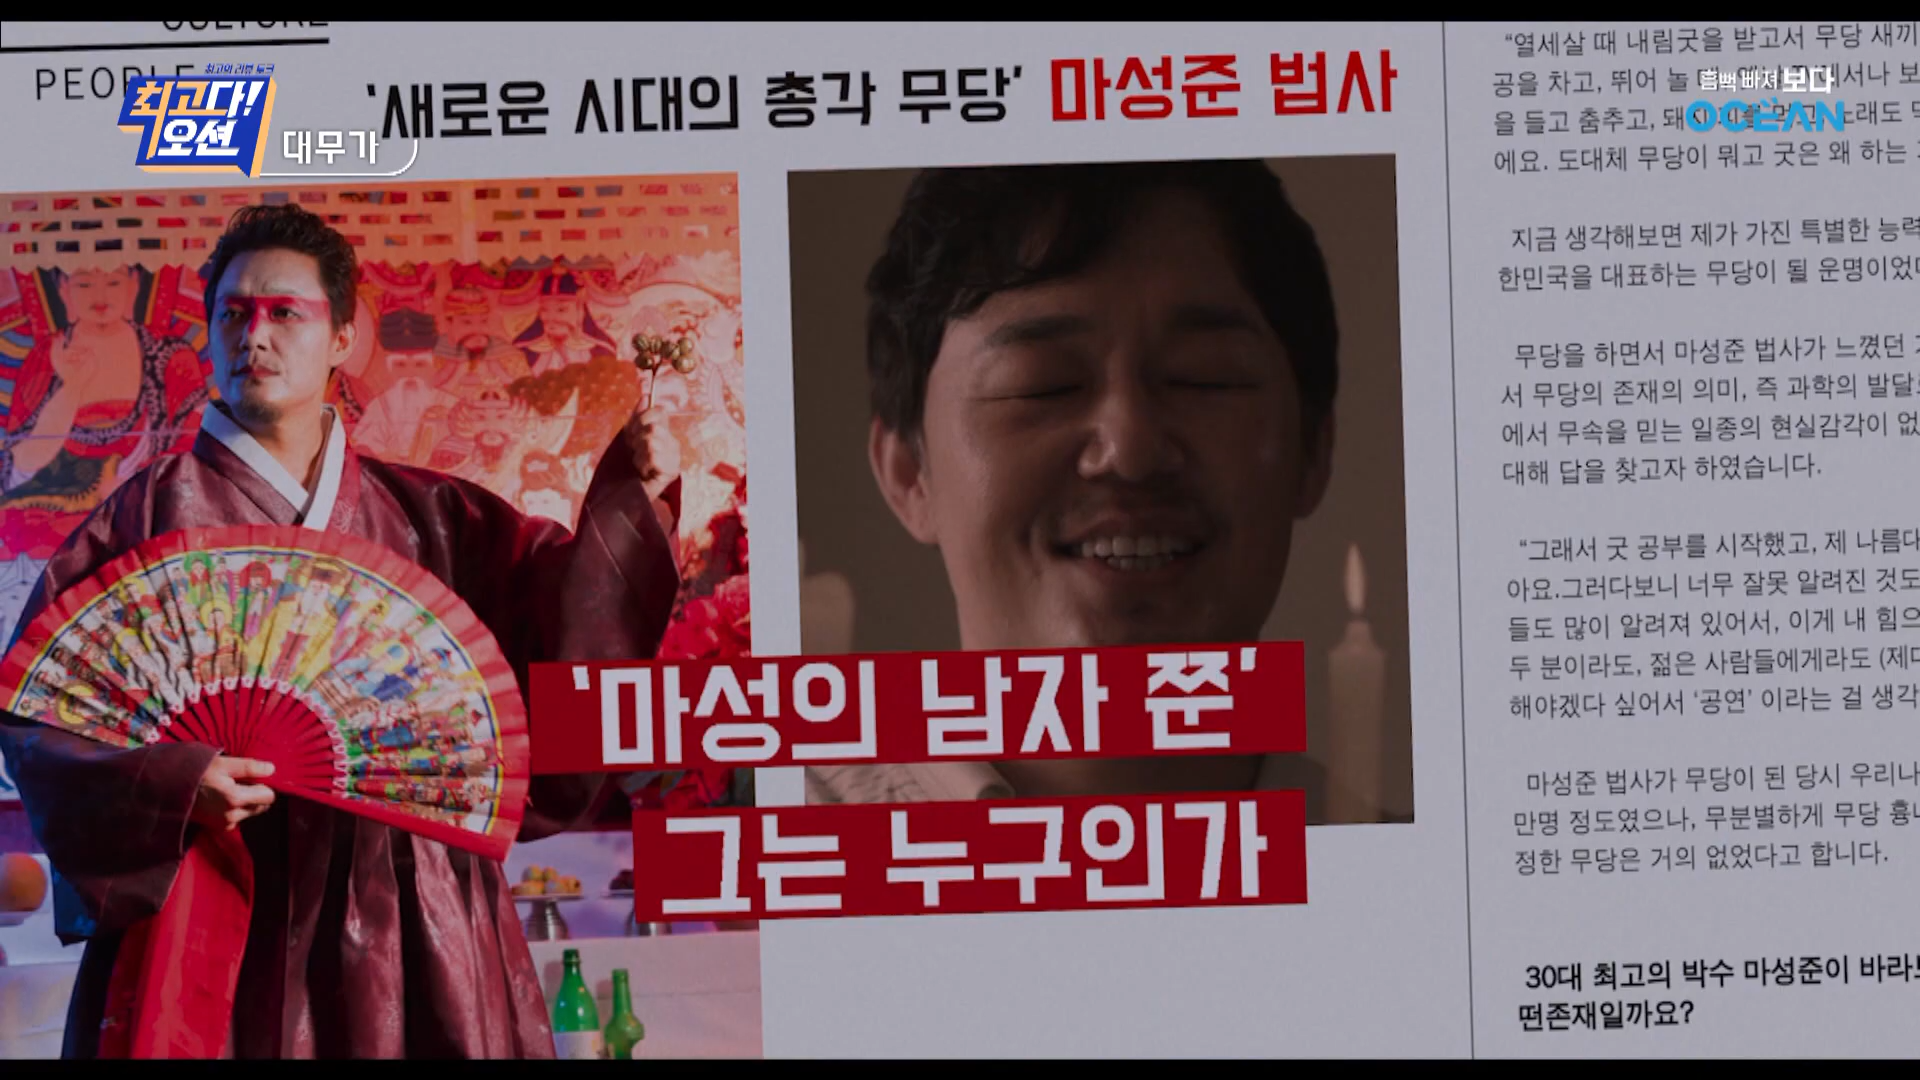 PEOPLE
최고의 리뷰 토크
최고다!
오션
대무가
'새로운 시대의 총각 무당' 마성준 법사
흠뻑 빠져 보다
OCEAN
'마성의 남자 쭌'
그는 누구인가
"열세살 때 내림굿을 받고서 무당 새끼
공을 차고, 뛰어 놀 때
을 들고 춤추고,
에요. 도대체 무당이 뭐고 굿은 왜 하는
지금 생각해보면 제가 가진 특별한 능력
한민국을 대표하는 무당이 될 운명이었
무당을 하면서 마성준 법사가 느꼈던
서 무당의 존재의 의미, 즉 과학의 발달
에서 무속을 믿는 일종의 현실감각이 없
대해 답을 찾고자 하였습니다.
"그래서 굿 공부를 시작했고, 제 나름대
아요.그러다보니 너무 잘못 알려진 것도
들도 많이 알려져 있어서, 이게 내 힘으
두 분이라도, 젊은 사람들에게라도 (제대
해야겠다 싶어서 '공연' 이라는 걸 생각
마성준 법사가 무당이 된 당시 우리나
만명 정도였으나, 무분별하게 무당 흉내
정한 무당은 거의 없었다고 합니다.
30대 최고의 박수 마성준이 바라보
떤존재일까요?